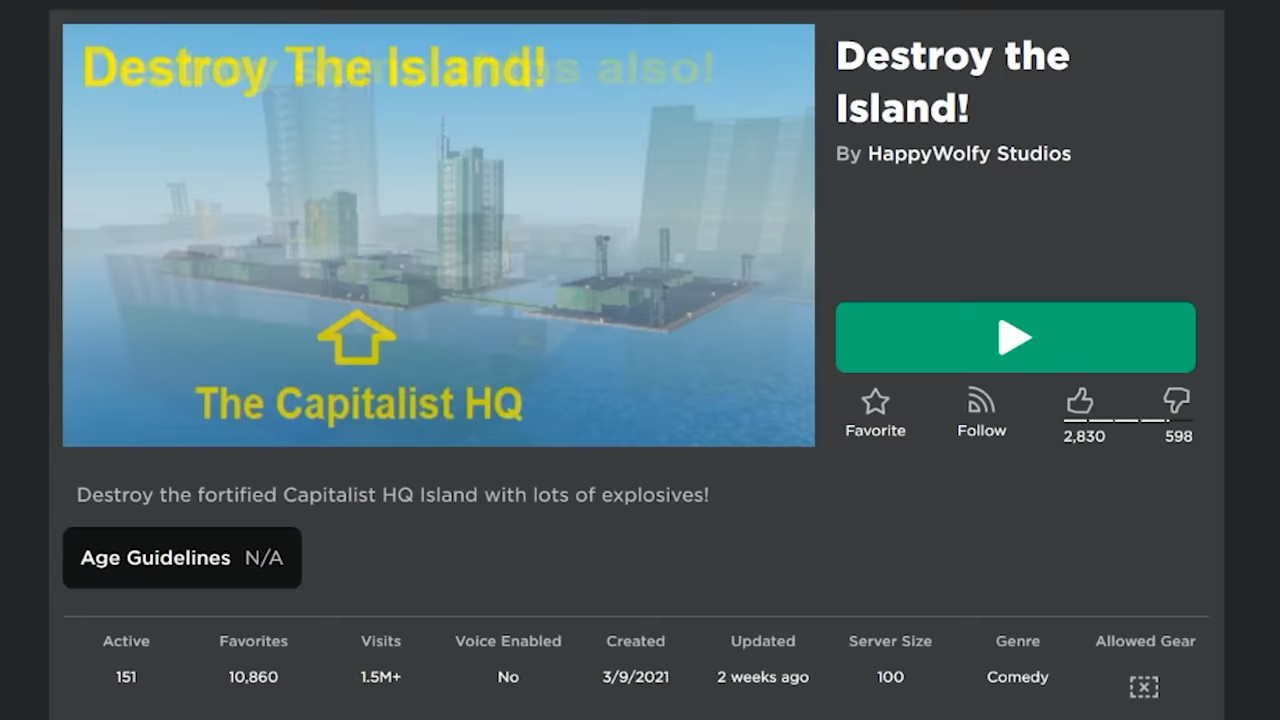 Destroy The Island!
also!
The Capitalist HQ
Destroy the
Island!
By HappyWolfy Studios
Favorite
Follow
2,830
598
Destroy the fortified Capitalist HQ Island with lots of explosives!
Age Guidelines N/A
Active Favorites Visits Voice Enabled Created Updated Server Size Genre Allowed Gear
151 10,860 1.5M+ No 3/9/2021 2 weeks ago 100 Comedy